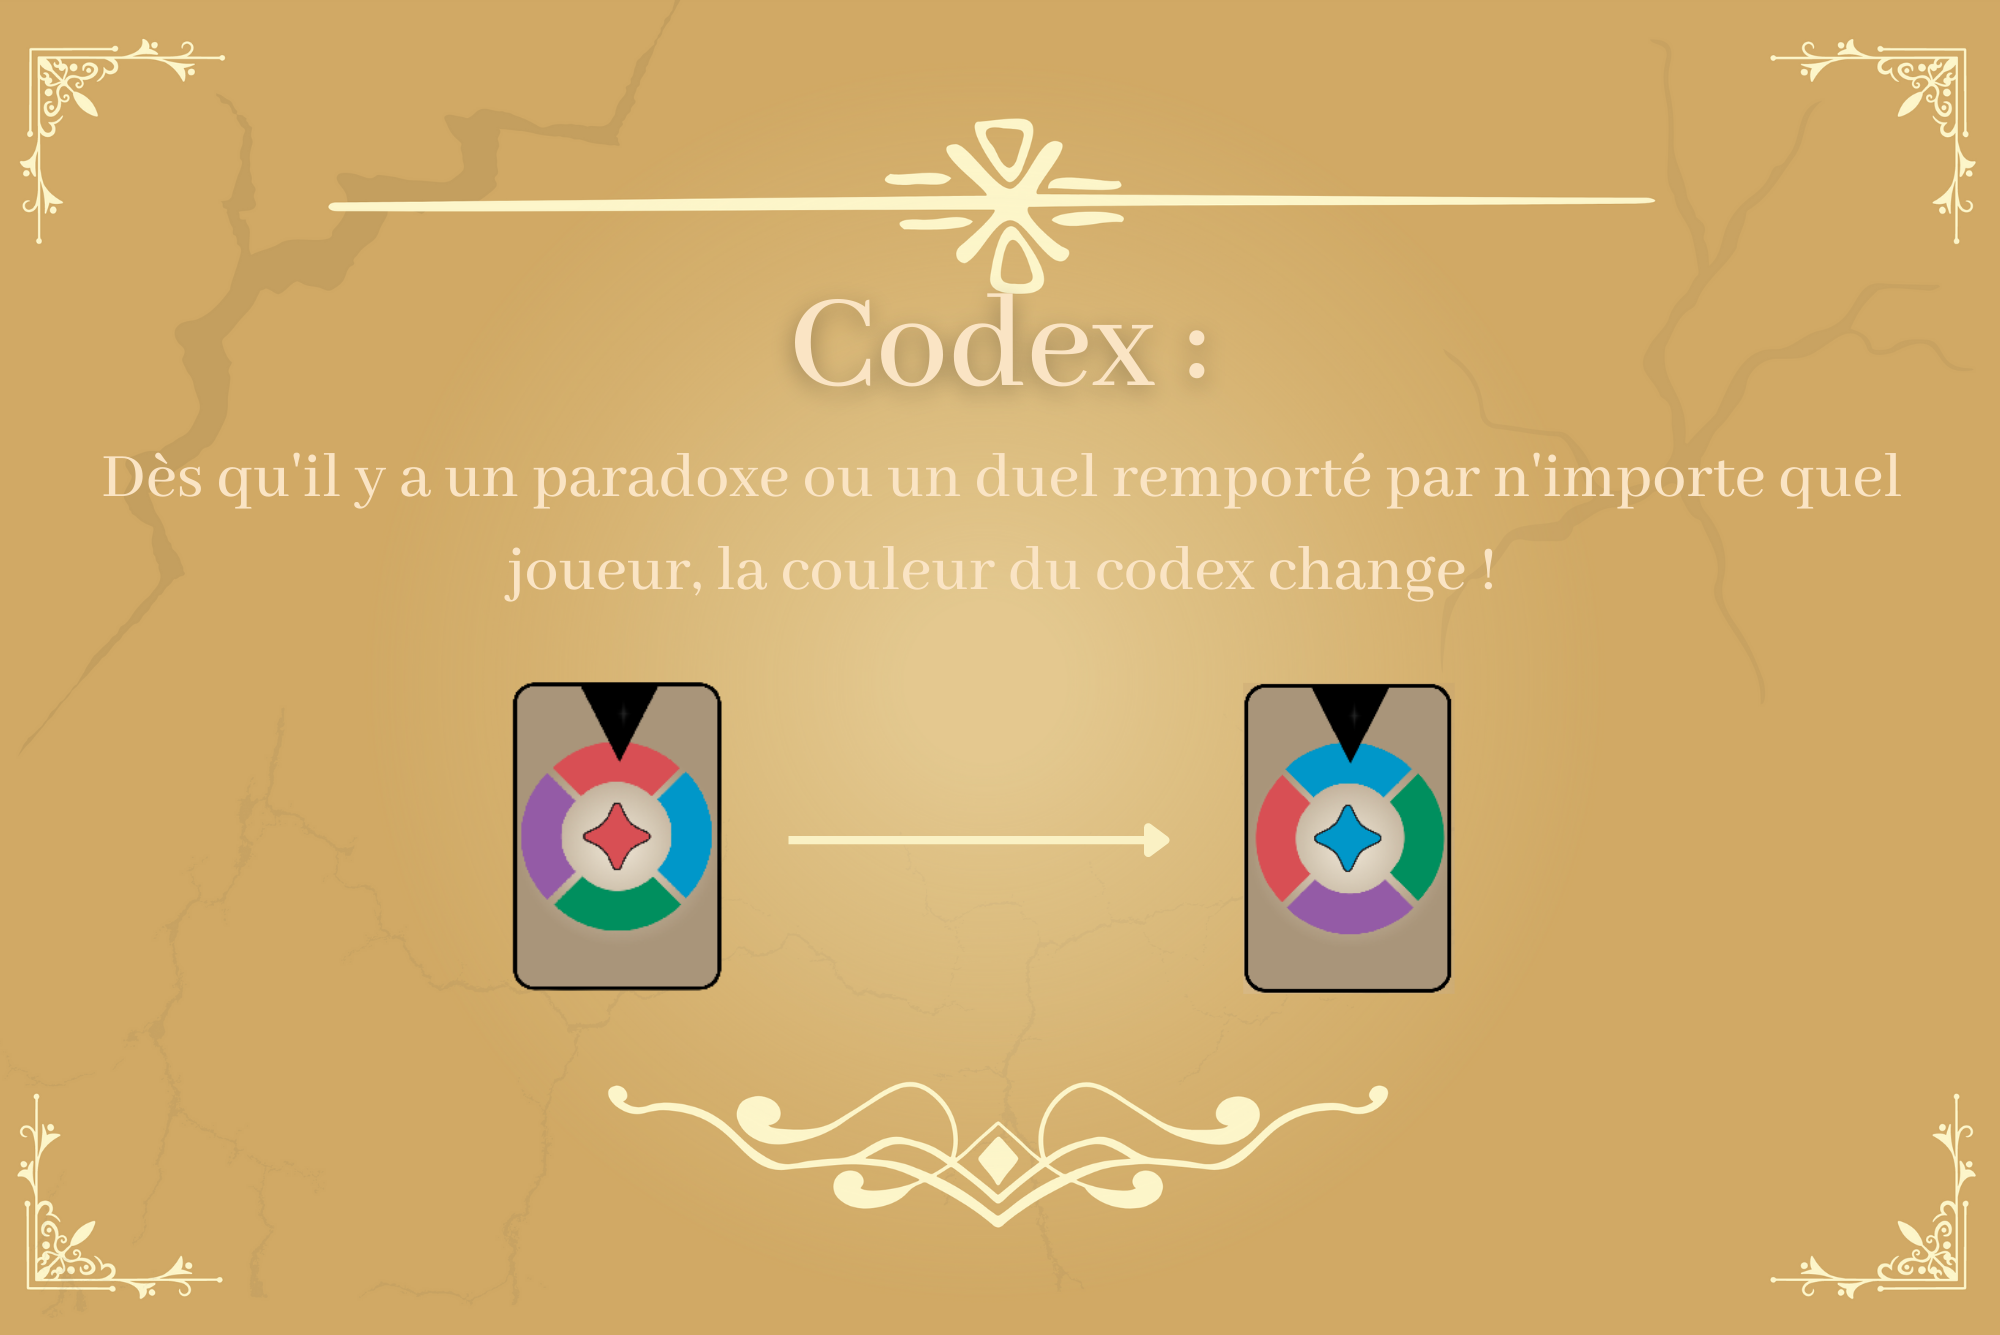 Codex :
Dès qu'il y a un paradoxe ou un duel remporté par n'importe quel
joueur, la couleur du codex change !